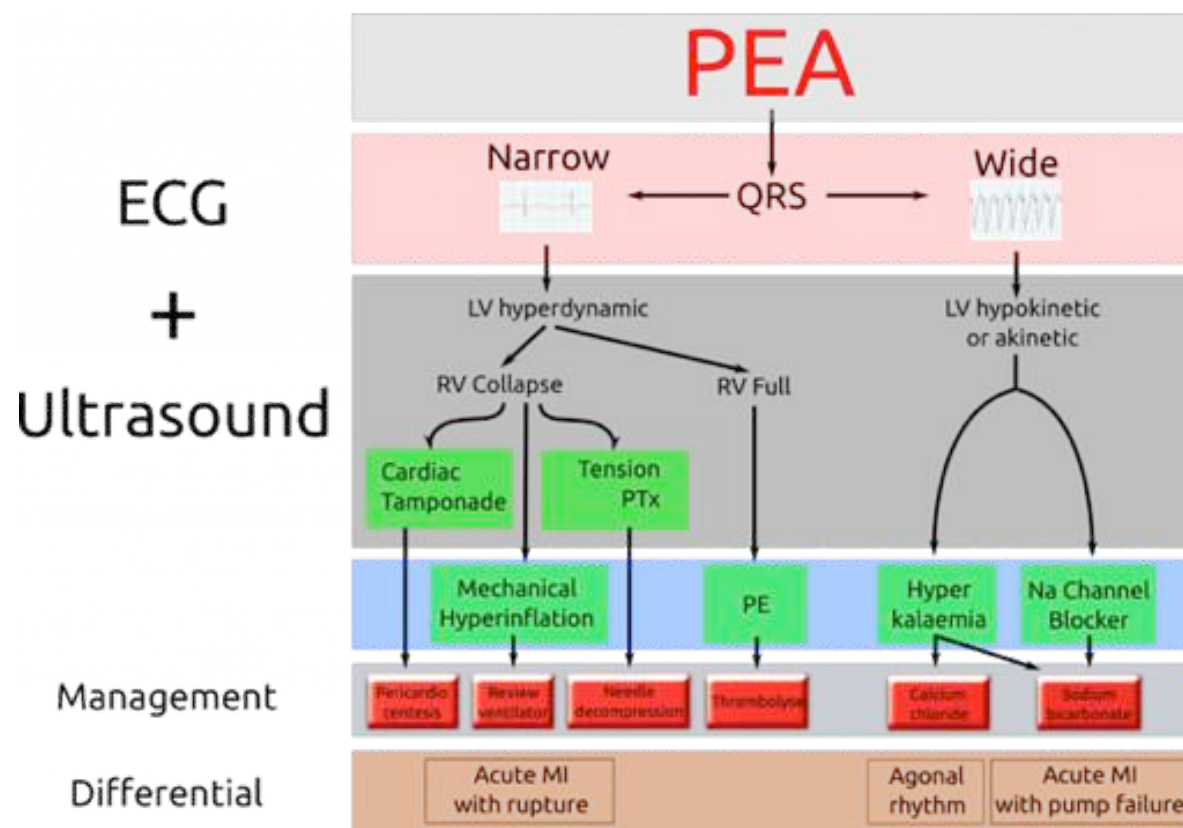 PEA
Narrow
Wide
QRS
ECG
+
Ultrasound
LV hyperdynamic
LV hypokinetic
or akinetic
RV Collapse
RV Full
Cardiac
Tamponade
Tension
PTx
Mechanical
Hyperinflation
PE
Hyper
kalaemia
Na Channel
Blocker
Management
Pericardio
centesis
Review
ventilator
Needle
decompression
Thrombolyse
Calcium
chloride
Sodium
bicarbonate
Differential
Acute MI
with rupture
Agonal
rhythm
Acute MI
with pump failure